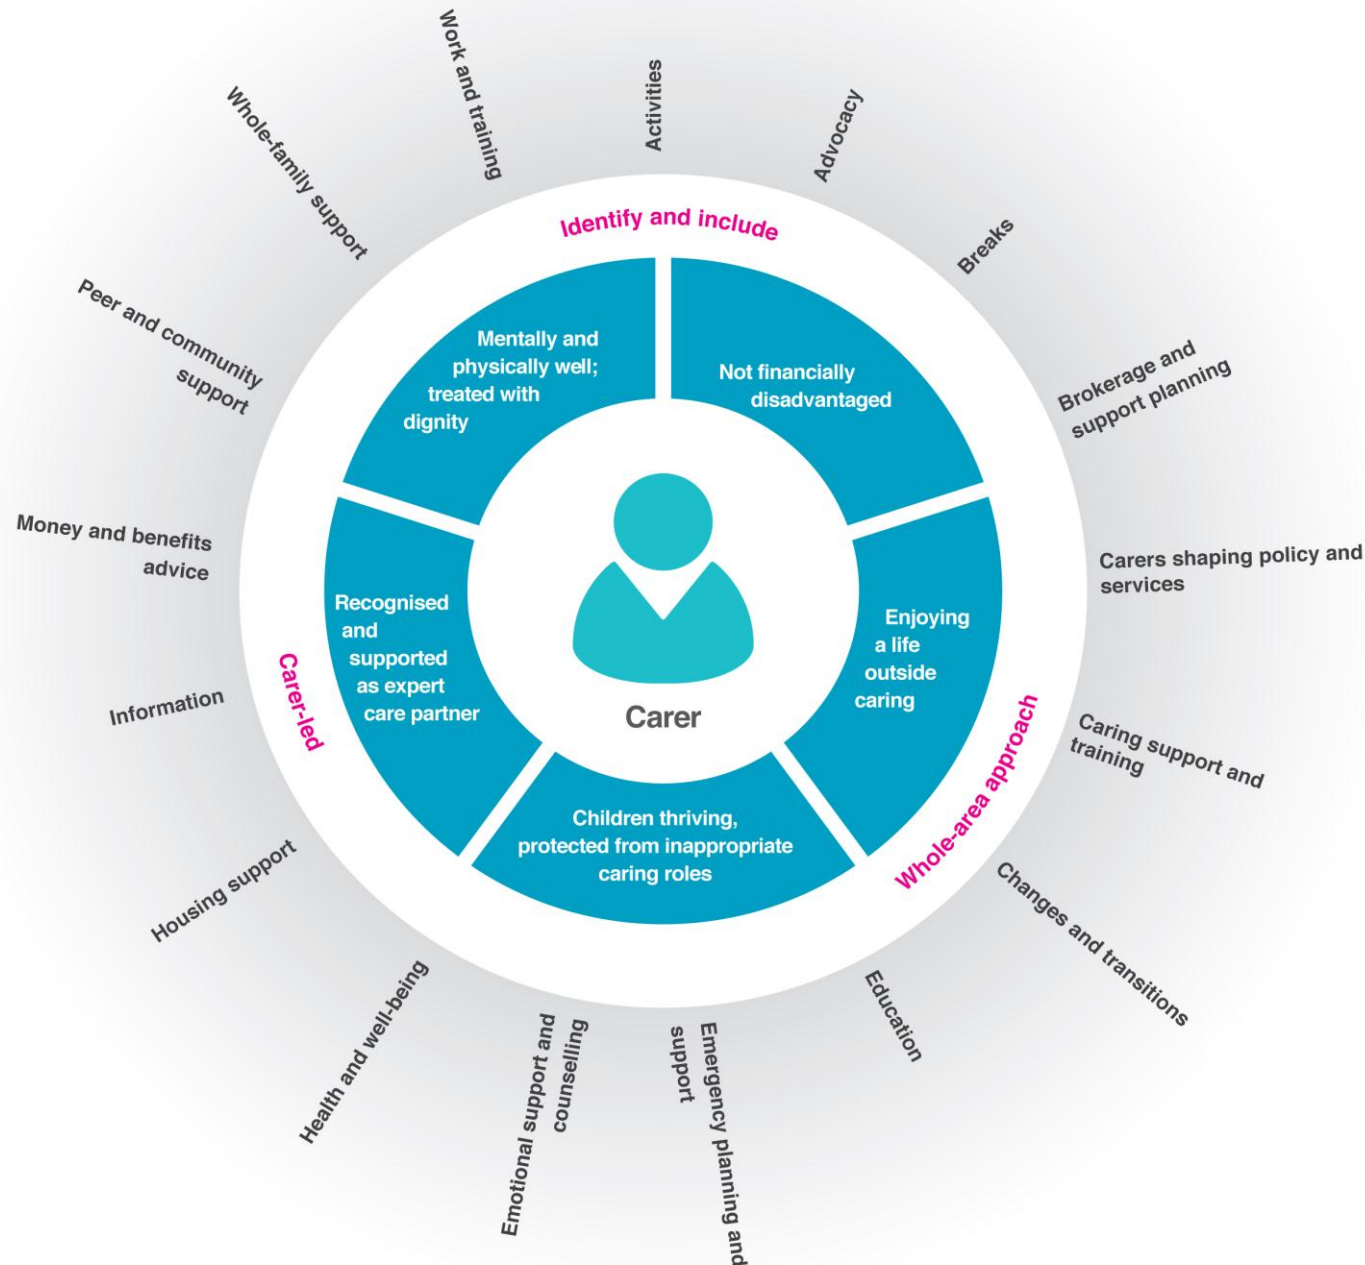 Activities
Advocacy
Breaks
Brokerage and
support planning
Carers shaping policy and
services
Caring support and
training
Changes and transitions
Education
Emergency planning and
support
Emotional support and
counselling
Health and well-being
Housing support
Information
Money and benefits
advice
Peer and community
support
Whole-family support
Work and training
Identify and include
Whole-area approach
Carer-led
Not financially
disadvantaged
Enjoying
a life
outside
caring
Children thriving,
protected from inappropriate
caring roles
Recognised
and
supported
as expert
care partner
Mentally and
physically well;
treated with
dignity
Carer